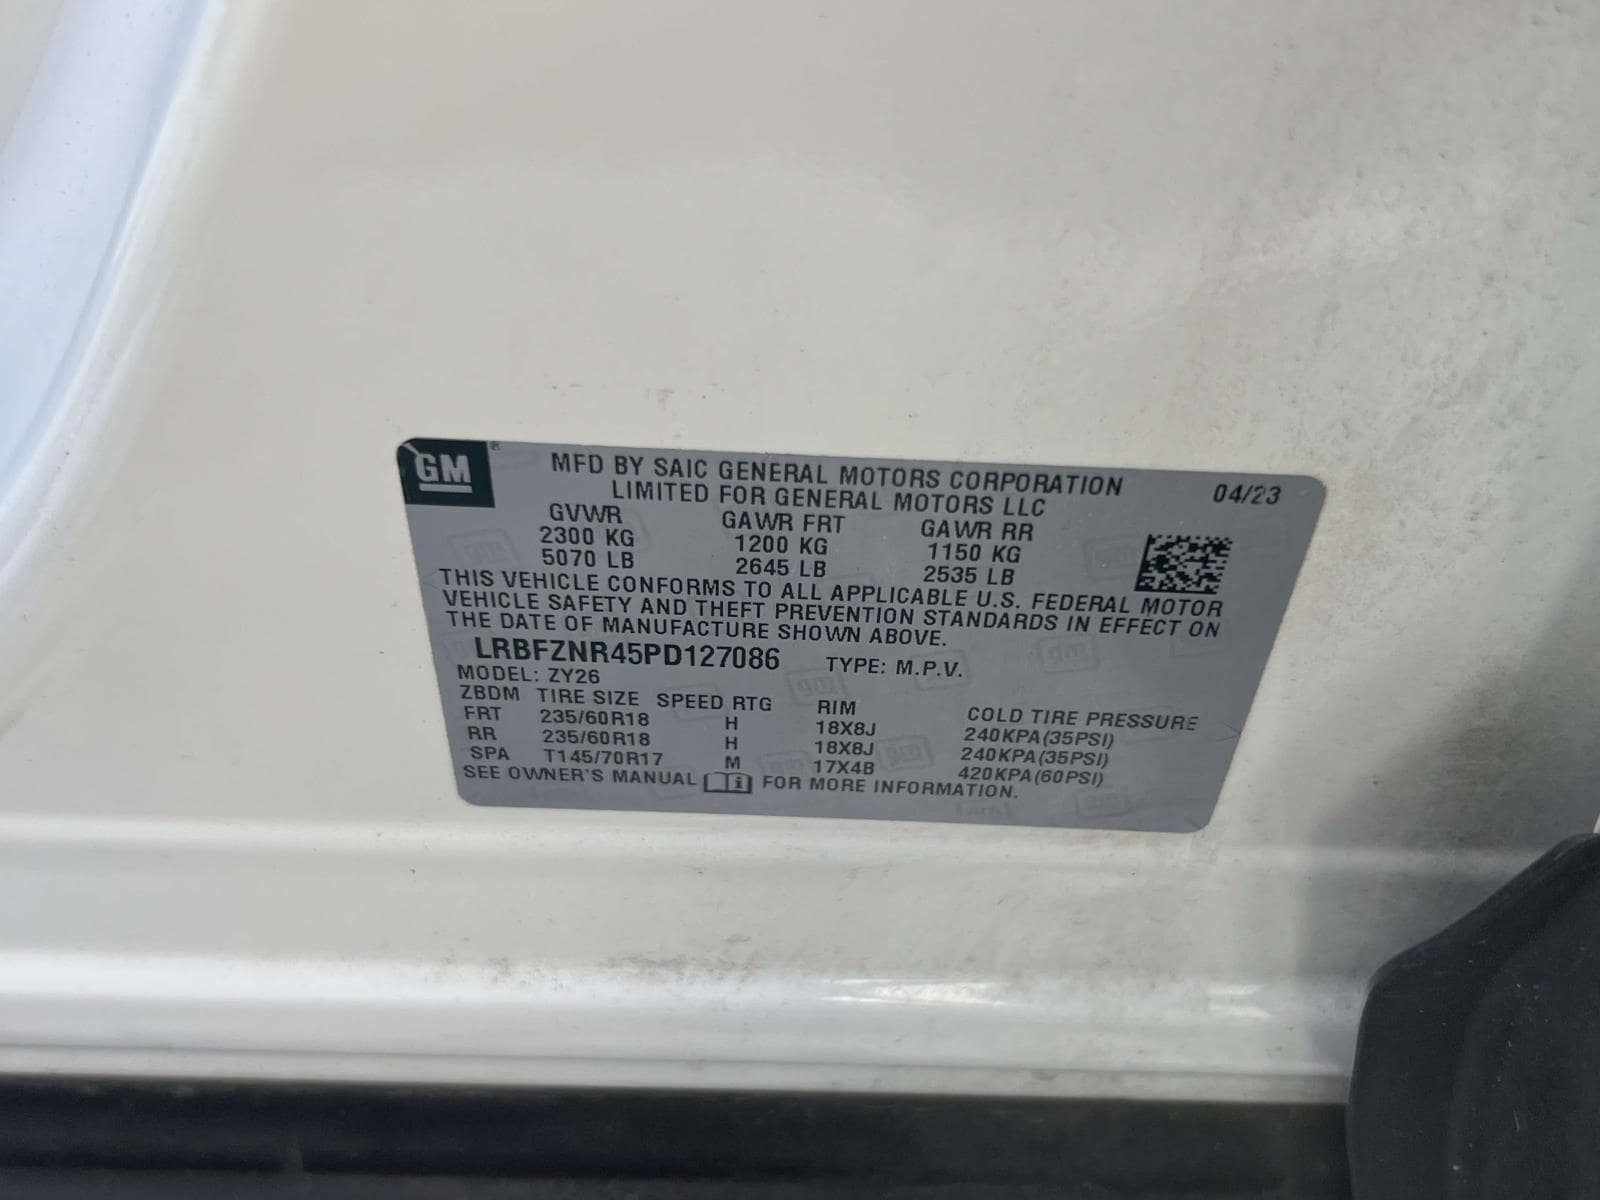 GM
MFD BY SAIC GENERAL MOTORS CORPORATION 04/23
LIMITED FOR GENERAL MOTORS LLC
GVWR GAWR FRT GAWR RR
2300 KG 1200 KG 1150 KG
5070 LB 2645 LB 2535 LB
THIS VEHICLE CONFORMS TO ALL APPLICABLE U.S. FEDERAL MOTOR
VEHICLE SAFETY AND THEFT PREVENTION STANDARDS IN EFFECT ON
THE DATE OF MANUFACTURE SHOWN ABOVE.
LRBFZNR45PD127086 TYPE: M.P.V.
MODEL: ZY26
ZBDM TIRE SIZE SPEED RTG RIM COLD TIRE PRESSURE
FRT 235/60R18 H 18X8J 240KPA(35PSI)
RR 235/60R18 H 18X8J 240KPA(35PSI)
SPA T145/70R17 M 17X4B 420KPA(60PSI)
SEE OWNER'S MANUAL FOR MORE INFORMATION.